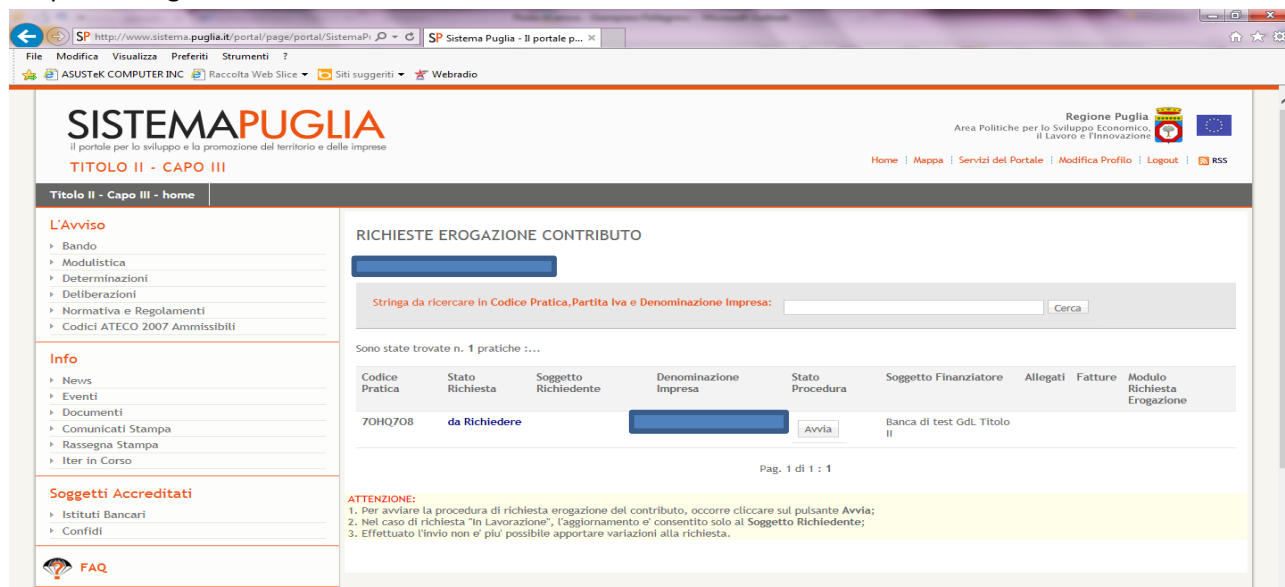 SP http://www.sistema.puglia.it/portal/page/portal/Sist
SP Sistema Puglia - Il portale p... ×
File Modifica Visualizza Preferiti Strumenti ?
ASUSTeK COMPUTER INC Raccolta Web Slice Siti suggeriti Webradio
SISTEMAPUGLIA
il portale per lo sviluppo e la promozione del territorio e delle imprese
TITOLO II - CAPO III
Regione Puglia
Area Politiche per lo Sviluppo Economico,
il Lavoro e l'Innovazione
Home Mappa Servizi del Portale Modifica Profilo Logout RSS
Titolo II - Capo III - home
L'Avviso
Bando
Modulistica
Determinazioni
Deliberazioni
Normativa e Regolamenti
Codici ATECO 2007 Ammissibili
Info
News
Eventi
Documenti
Comunicati Stampa
Rassegna Stampa
Iter in Corso
Soggetti Accreditati
Istituti Bancari
Confidi
FAQ
RICHIESTE EROGAZIONE CONTRIBUTO
Stringa da ricercare in Codice Pratica,Partita Iva e Denominazione Impresa:
Cerca
Sono state trovate n. 1 pratiche :...
Codice Pratica Stato Richiesta Soggetto Richiedente Denominazione Impresa Stato Procedura Soggetto Finanziatore Allegati Fatture Modulo Richiesta Erogazione
7OHQ7O8 da Richiedere Avvia Banca di test GdL Titolo II
Pag. 1 di 1 : 1
ATTENZIONE:
1. Per avviare la procedura di richiesta erogazione del contributo, occorre cliccare sul pulsante Avvia;
2. Nel caso di richiesta "In Lavorazione", l'aggiornamento e' consentito solo al Soggetto Richiedente;
3. Effettuato l'invio non e' piu' possibile apportare variazioni alla richiesta.